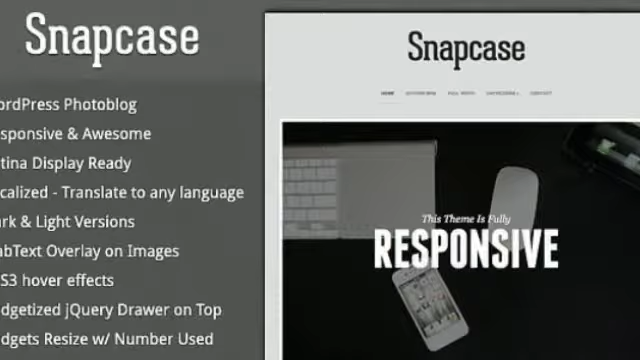 Snapcase
ordPress Photoblog
sponsive & Awesome
tina Display Ready
calized - Translate to any language
rk & Light Versions
abText Overlay on Images
S3 hover effects
dgetized jQuery Drawer on Top
dgets Resize w/ Number Used
Snapcase
HOME
CONTACT
This Theme Is Fully
RESPONSIVE